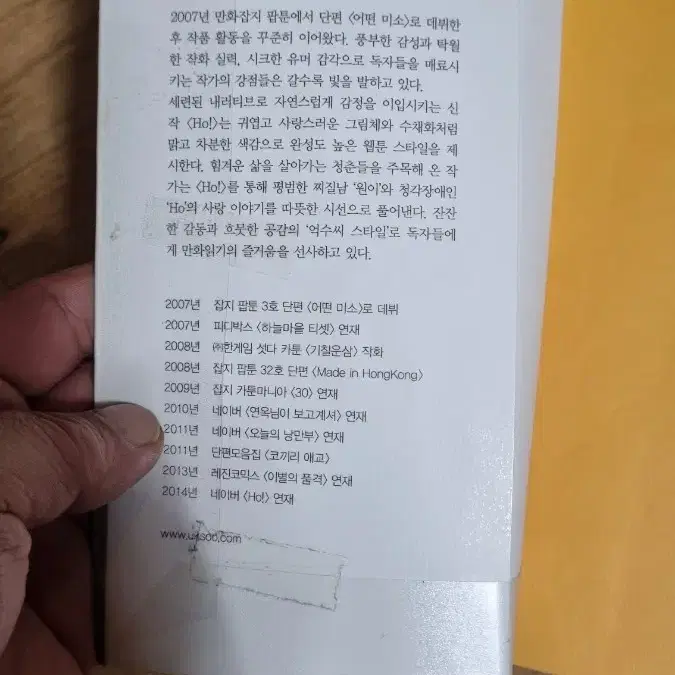 2007년 만화잡지 팝툰에서 단편 〈어떤 미소〉로 데뷔한
후 작품 활동을 꾸준히 이어왔다. 풍부한 감성과 탁월
한 작화 실력, 시크한 유머 감각으로 독자들을 매료시
키는 작가의 강점들은 갈수록 빛을 발하고 있다.
세련된 내러티브로 자연스럽게 감정을 이입시키는 신
작 〈Ho!〉는 귀엽고 사랑스러운 그림체와 수채화처럼
맑고 차분한 색감으로 완성도 높은 웹툰 스타일을 제
시한다. 힘겨운 삶을 살아가는 청춘들을 주목해 온 작
가는 〈Ho!〉를 통해 평범한 찌질남 '원이'와 청각장애인
'Ho'의 사랑 이야기를 따뜻한 시선으로 풀어낸다. 잔잔
한 감동과 흐뭇한 공감의 '억수씨 스타일'로 독자들에
게 만화읽기의 즐거움을 선사하고 있다.
2007년 잡지 팝툰 3호 단편 〈어떤 미소〉로 데뷔
2007년 피디박스 〈하늘마을 티셋〉 연재
2008년 ㈜한게임 섯다 카툰 〈기칠운삼〉 작화
2008년 잡지 팝툰 32호 단편 〈Made in HongKong〉
2009년 잡지 카툰마니아 〈30〉 연재
2010년 네이버 〈연옥님이 보고계셔〉 연재
2011년 네이버 〈오늘의 낭만부〉 연재
2011년 단편모음집 〈코끼리 애교〉
2013년 레진코믹스 〈이별의 품격〉 연재
2014년 네이버 〈Ho!〉 연재